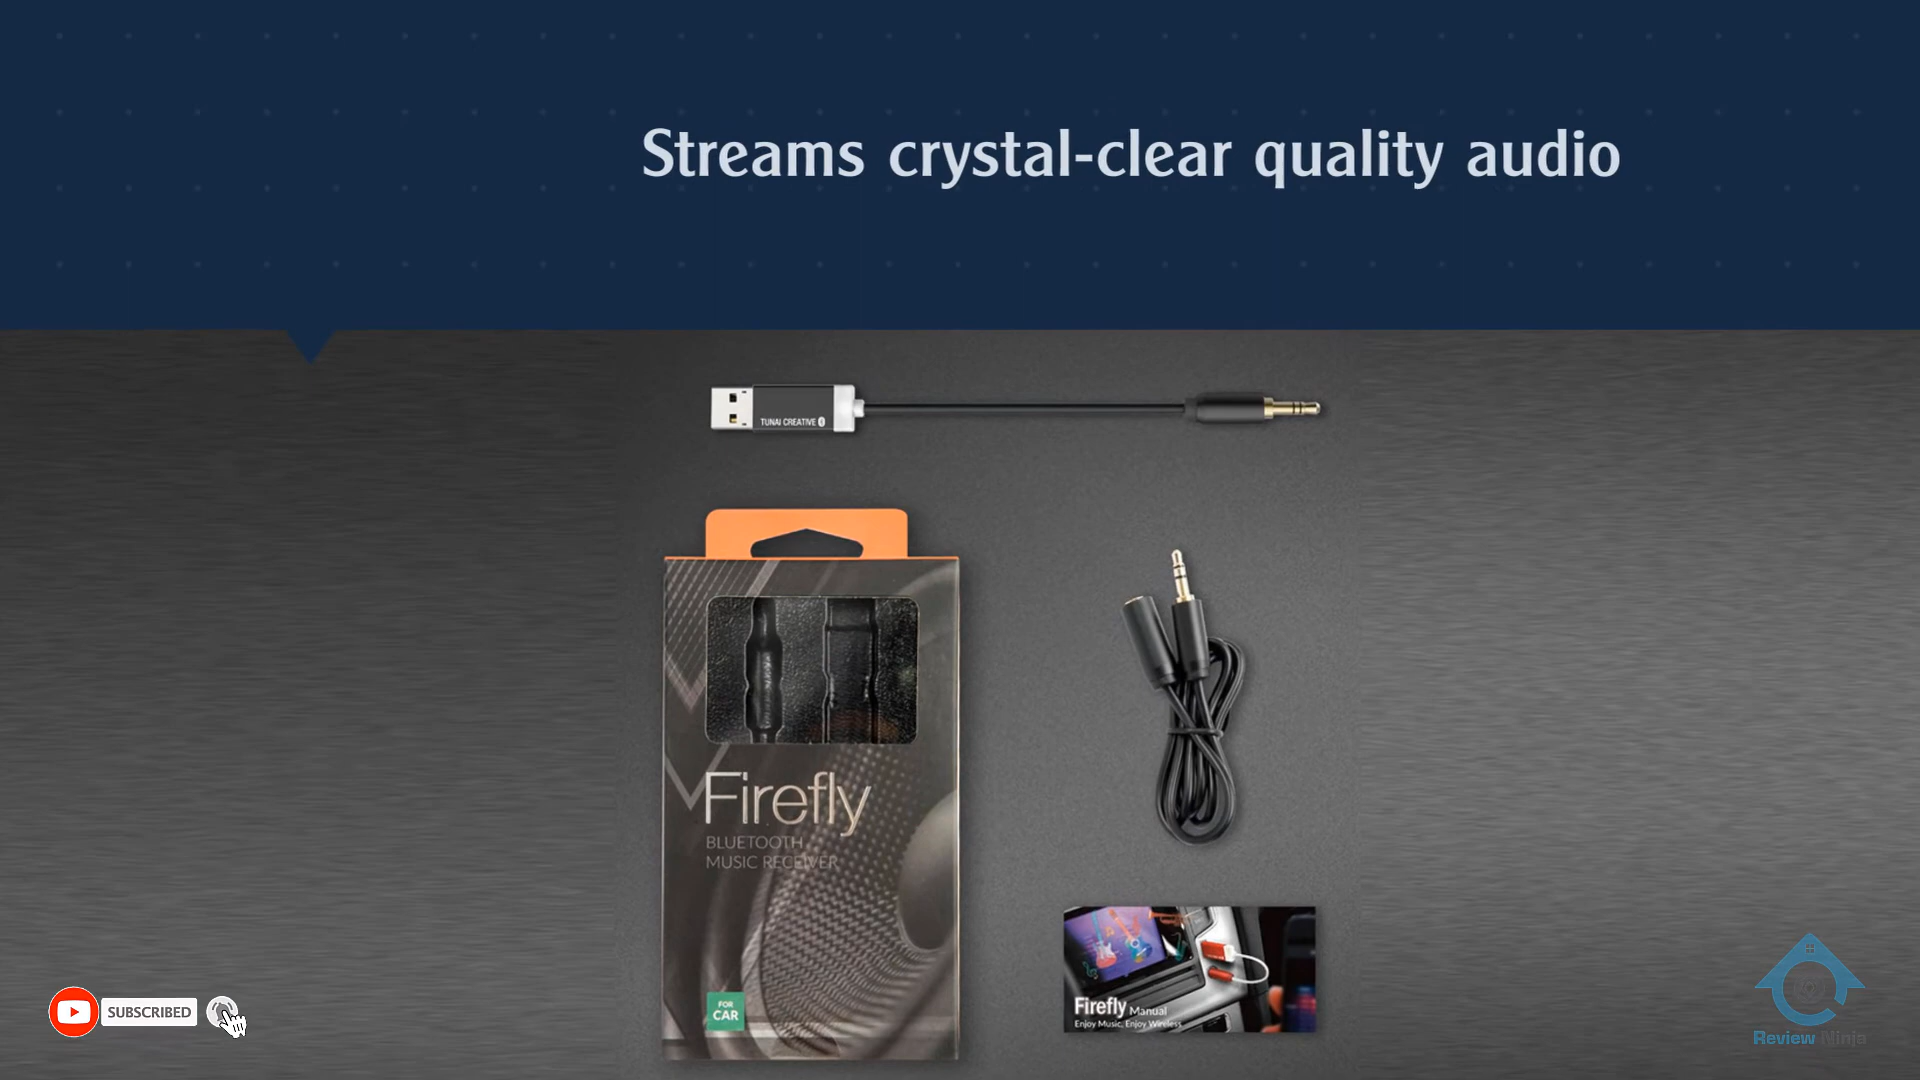 Streams crystal-clear quality audio
TUNAI CREATIVE
Firefly
BLUETOOTH
MUSIC RECEIVER
FOR
CAR
Firefly Manual
Enjoy Music, Enjoy Wireless
SUBSCRIBED
Review Ninja